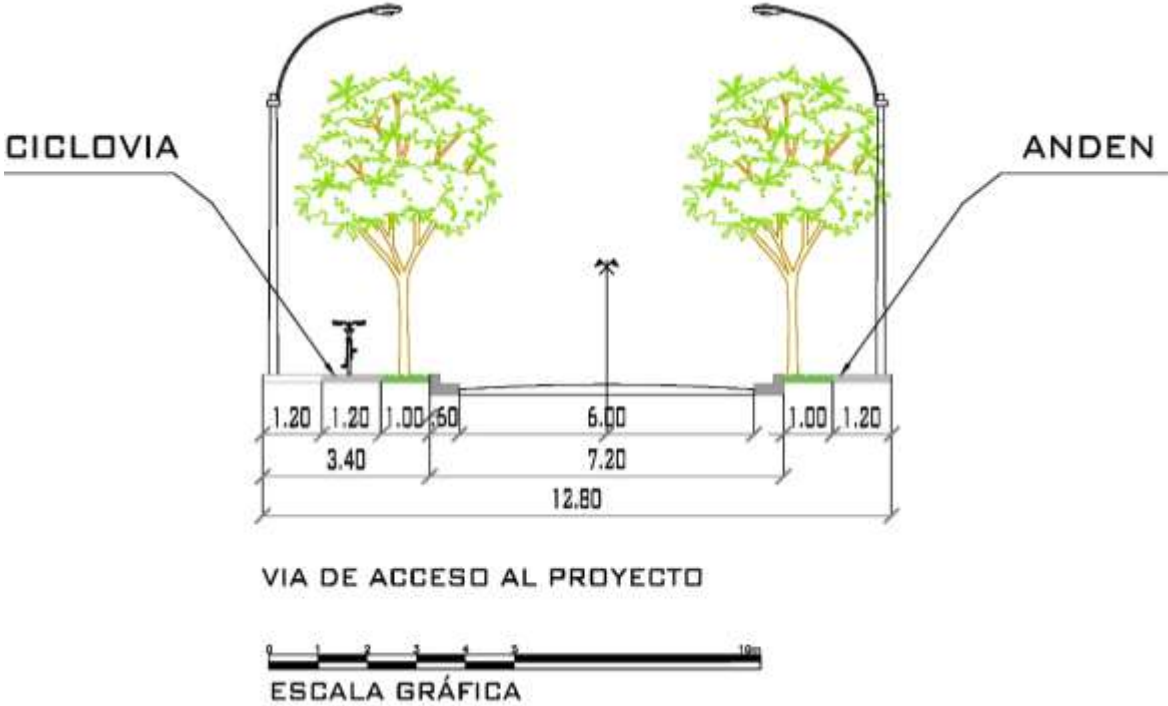 CICLOVIA
ANDEN
1.20 1.20 1.00 .60 6.00 1.00 1.20
3.40 7.20
12.80
VIA DE ACCESO AL PROYECTO
0 1 2 3 4 5 10m
ESCALA GRÁFICA